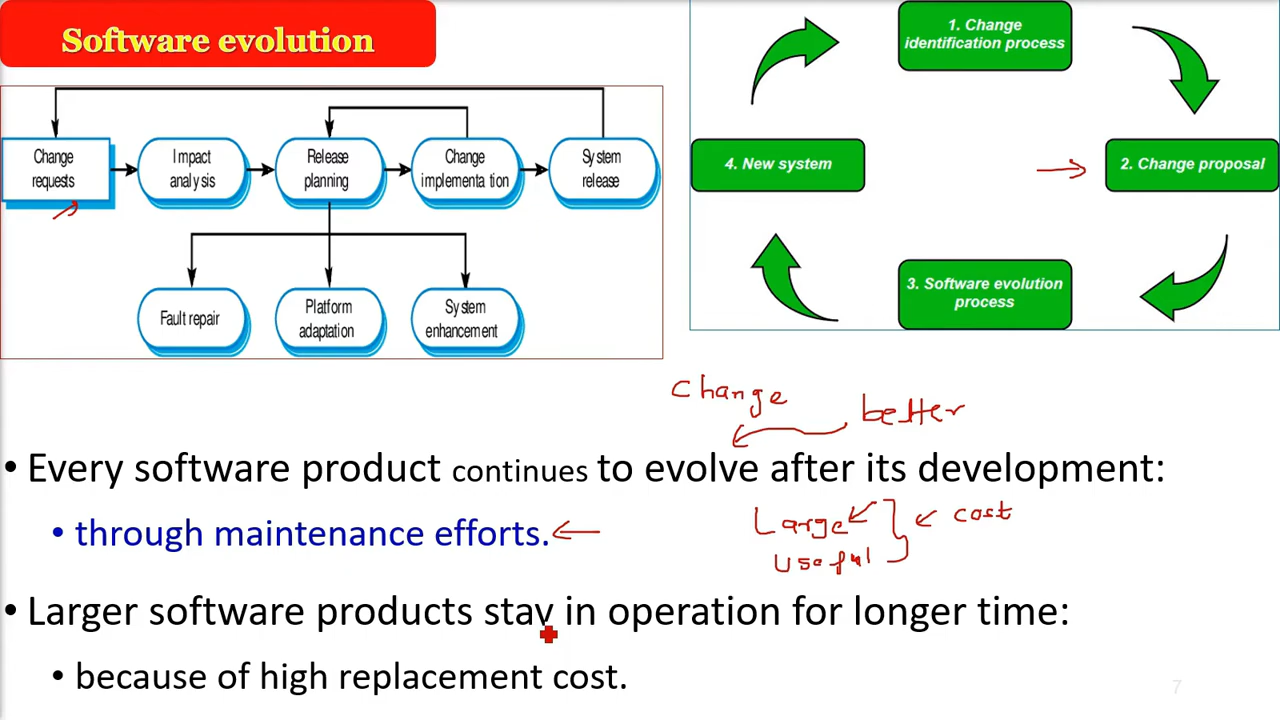 Software evolution
Change
requests
Impact
analysis
Release
planning
Change
implementation
System
release
Fault repair
Platform
adaptation
System
enhancement
1. Change
identification process
2. Change proposal
3. Software evolution
process
4. New system
Change
better
• Every software product continues to evolve after its development:
• through maintenance efforts.
Large
useful
cost
• Larger software products stay in operation for longer time:
• because of high replacement cost.
7